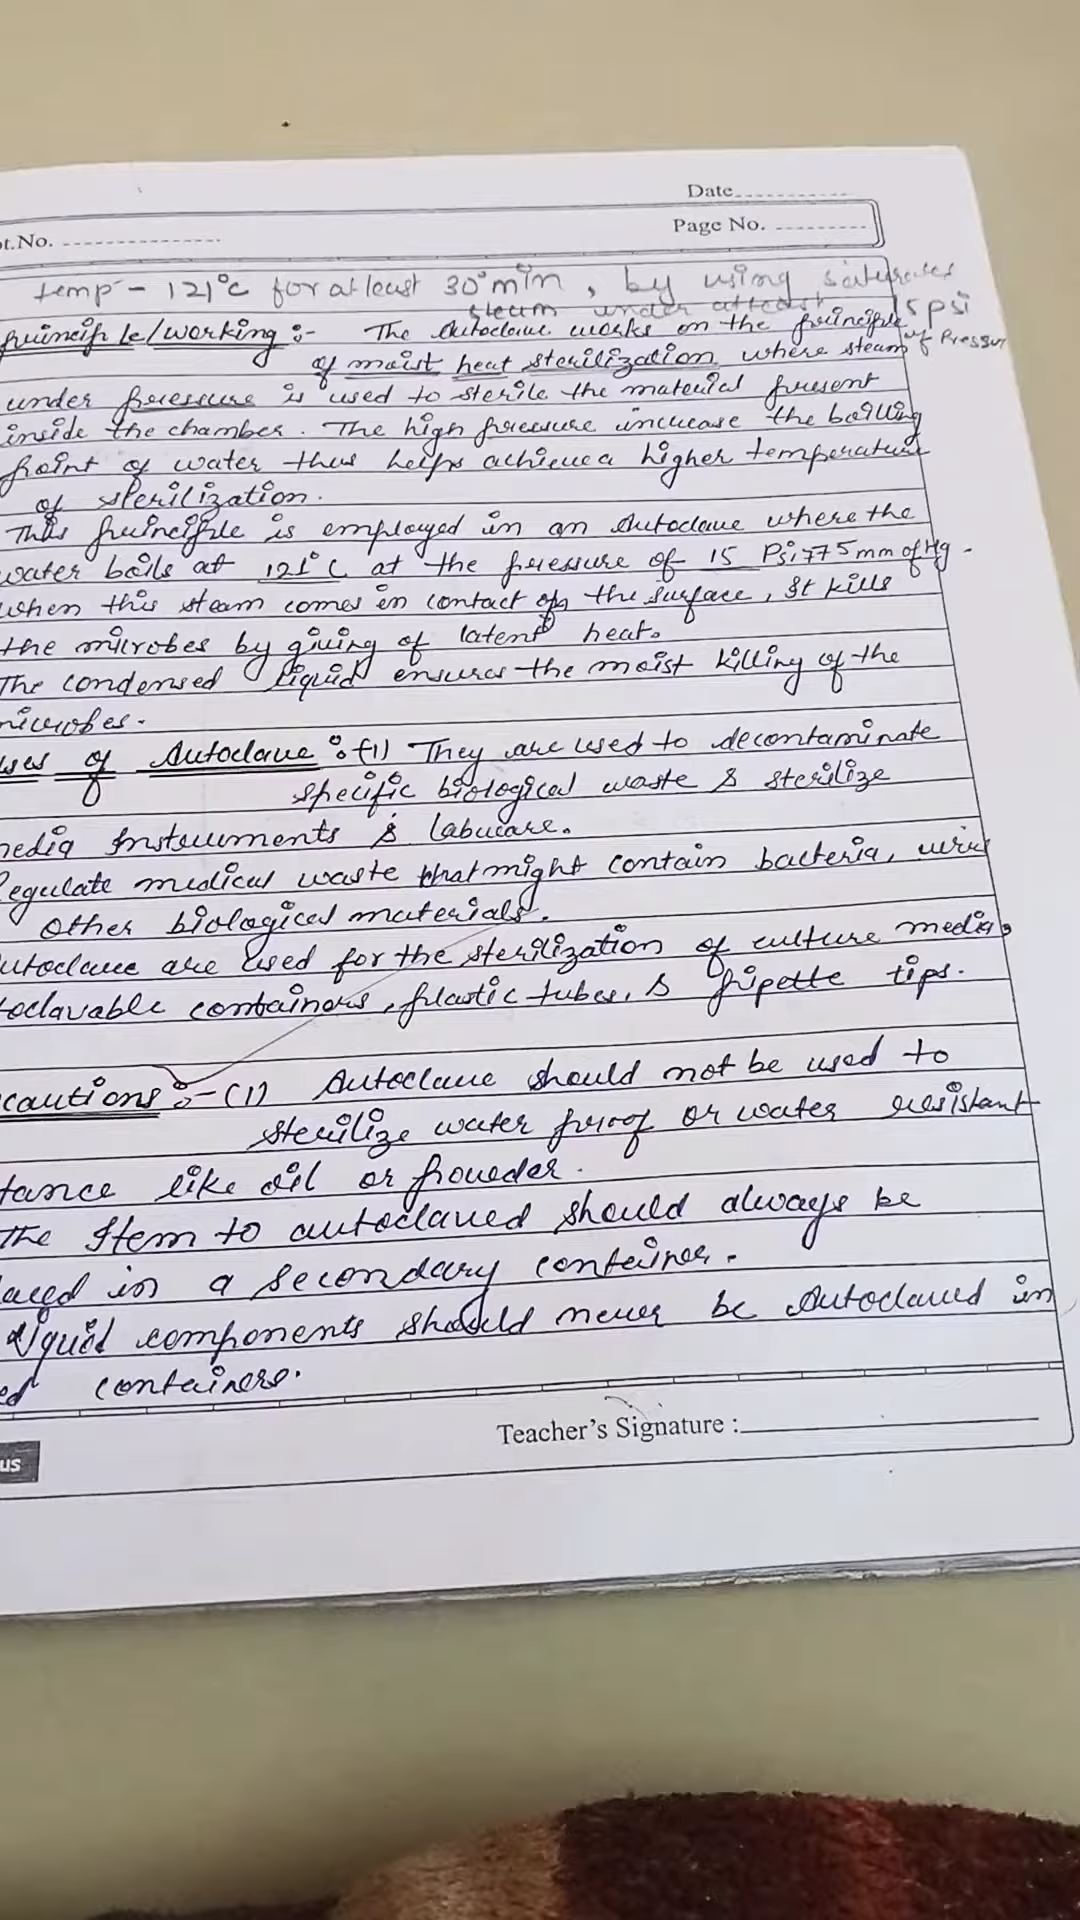 Date
pt.No.
Page No.
temp - 121°C for at least 30 min, by using saturated
steam under atleast 15 psi
of Pressur
principle/working :- The Autoclave works on the principle
of moist heat sterilization where steam
under pressure is used to sterile the material present
inside the chamber. The high pressure increase the boiling
point of water thus helps achieve a higher temperature
of sterilization.
This principle is employed in an Autoclave where the
water boils at 121°C at the pressure of 15 Psi 775 mm of Hg.
when this steam comes in contact on the surface, It kills
the microbes by giving of latent heat.
The condensed liquid ensures the moist killing of the
microbes.
uses of Autoclave :- (1) They are used to decontaminate
specific biological waste & sterilize
media Instruments & labware.
Regulate medical waste that might contain bacteria, virus
Other biological materials.
utoclave are used for the sterilization of culture media,
toclavable containers, plastic tubes, & pipette tips.
cautions :- (1) Autoclave should not be used to
sterilize water proof or water resistant
tance like oil or powder.
The Item to autoclaved should always be
laced in a secondary container.
Liquid components should never be Autoclaved in
ed containers.
Teacher's Signature :
us